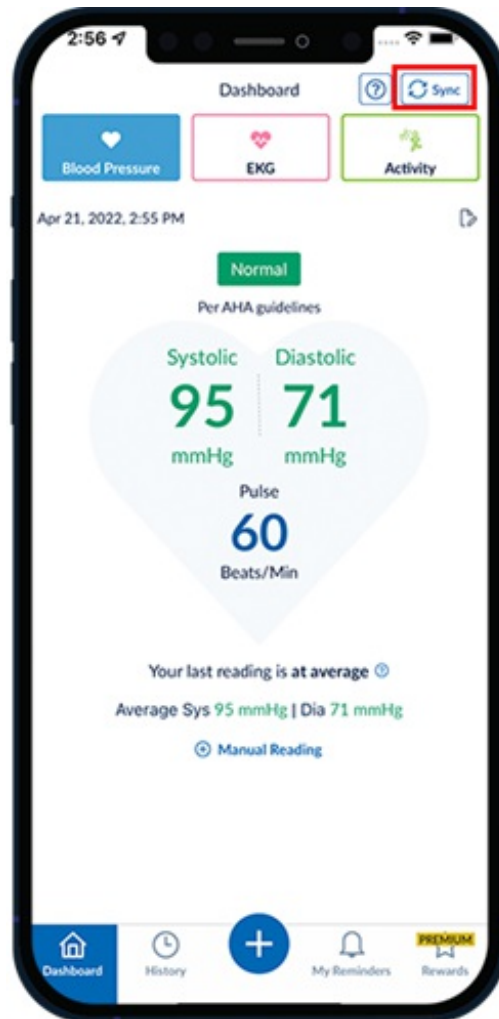 2:56
Dashboard
Sync
Blood Pressure
EKG
Activity
Apr 21, 2022, 2:55 PM
Normal
Per AHA guidelines
Systolic Diastolic
95 71
mmHg mmHg
Pulse
60
Beats/Min
Your last reading is at average
Average Sys 95 mmHg | Dia 71 mmHg
Manual Reading
PREMIUM
Dashboard
History
My Reminders
Rewards